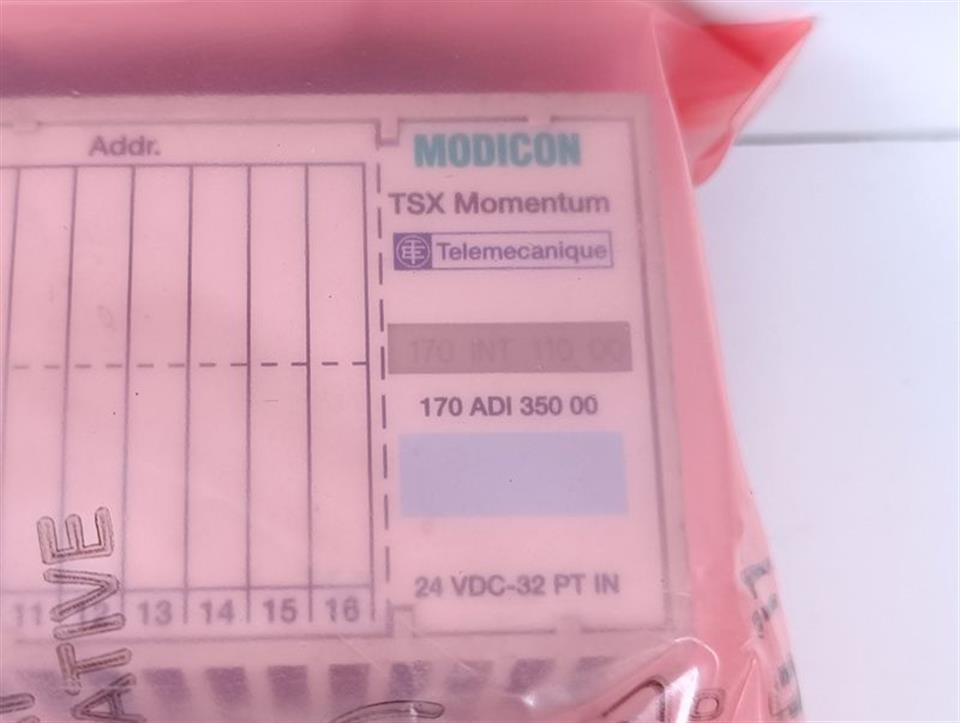 Addr.
MODICON
TSX Momentum
Telemecanique
170 INT 110 00
170 ADI 350 00
24 VDC-32 PT IN
11 12 13 14 15 16
ATIVE